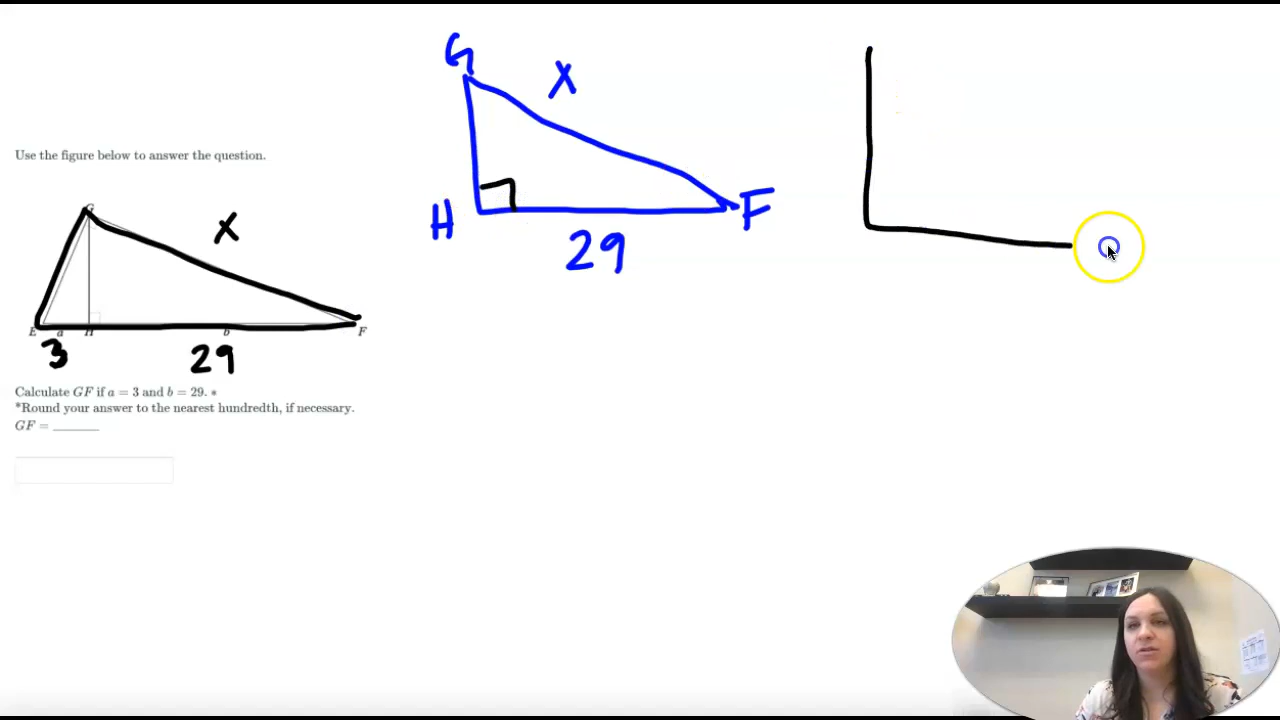 Use the figure below to answer the question.
G
x
E a H b F
3 29
Calculate GF if a = 3 and b = 29. *
*Round your answer to the nearest hundredth, if necessary.
GF = ______
G
x
H
F
29